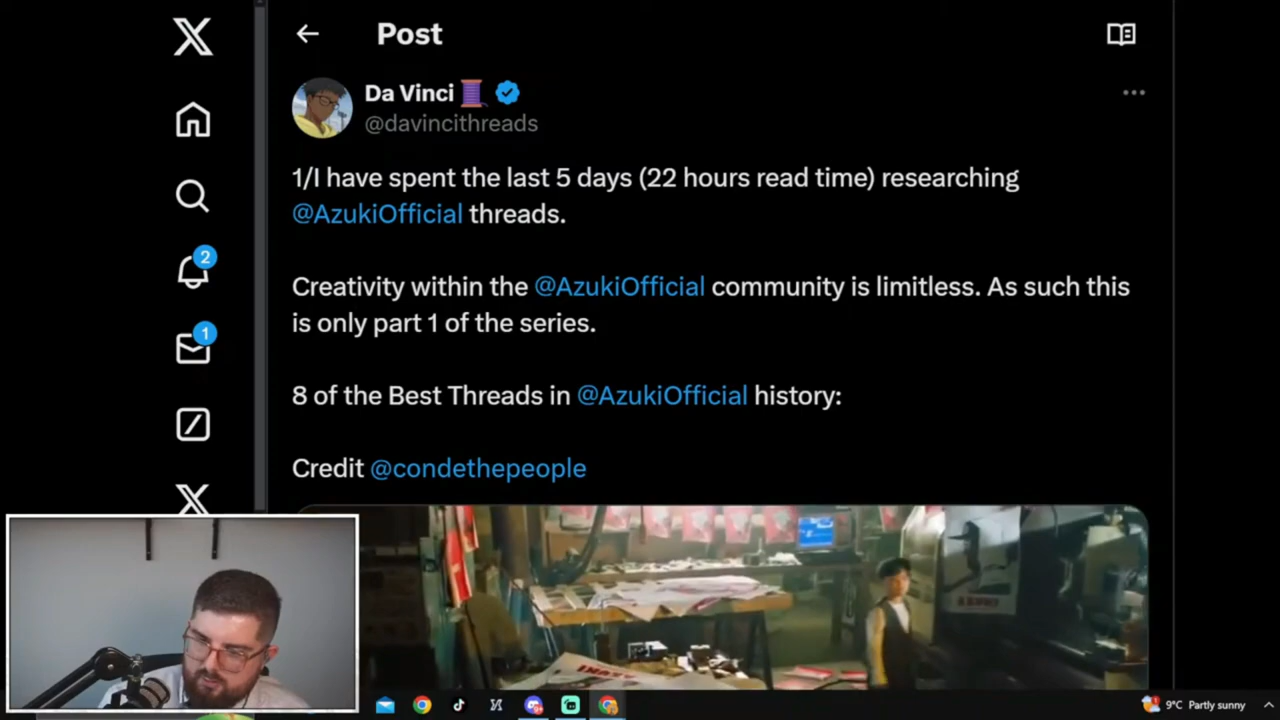 Post
Da Vinci
@davincithreads
1/I have spent the last 5 days (22 hours read time) researching
@AzukiOfficial threads.
Creativity within the @AzukiOfficial community is limitless. As such this
is only part 1 of the series.
8 of the Best Threads in @AzukiOfficial history:
Credit @condethepeople
2
1
9°C Partly sunny